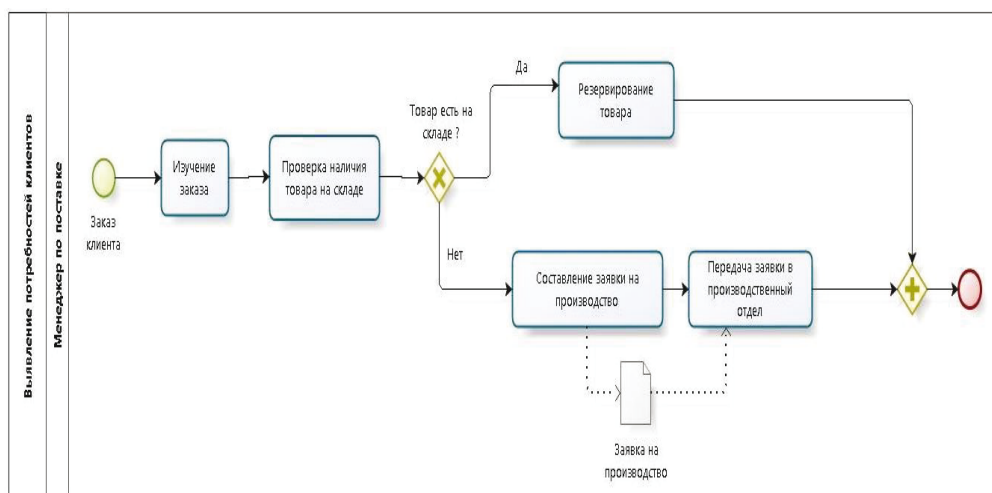 Выявление потребностей клиентов
Менеджер по поставке
Заказ
клиента
Изучение
заказа
Проверка наличия
товара на складе
Товар есть на
складе ?
Да
Резервирование
товара
Нет
Составление заявки на
производство
Передача заявки в
производственный
отдел
Заявка на
производство